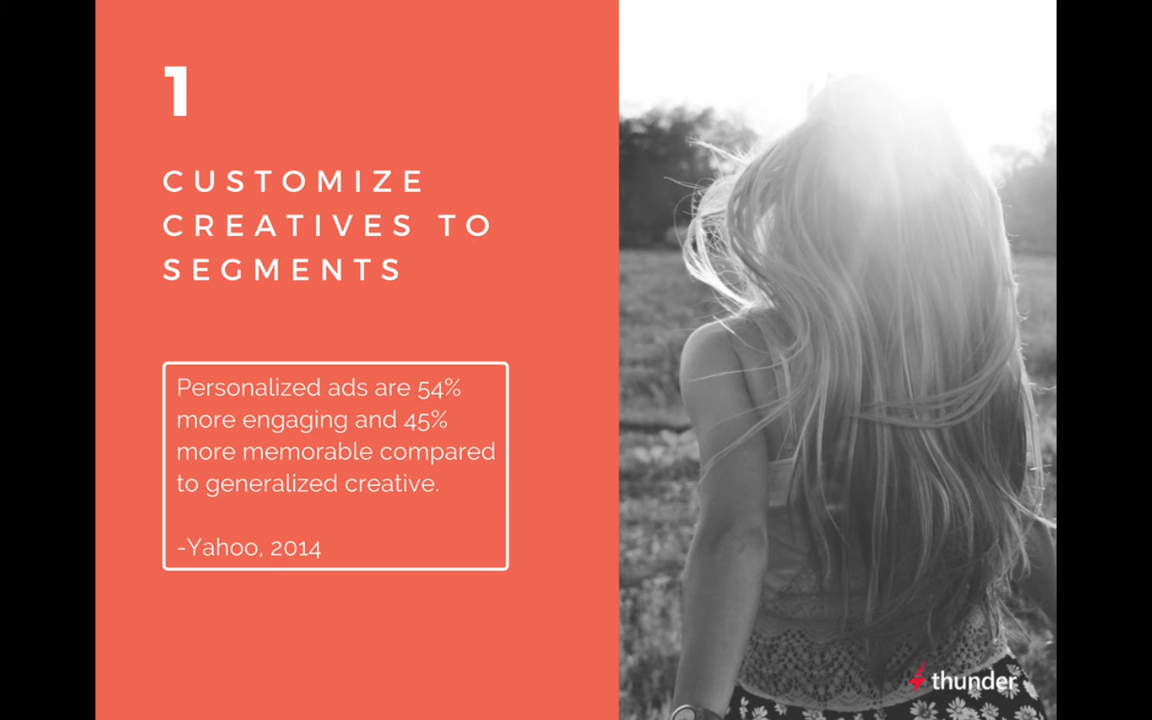 1
CUSTOMIZE
CREATIVES TO
SEGMENTS
Personalized ads are 54%
more engaging and 45%
more memorable compared
to generalized creative.
-Yahoo, 2014
thunder